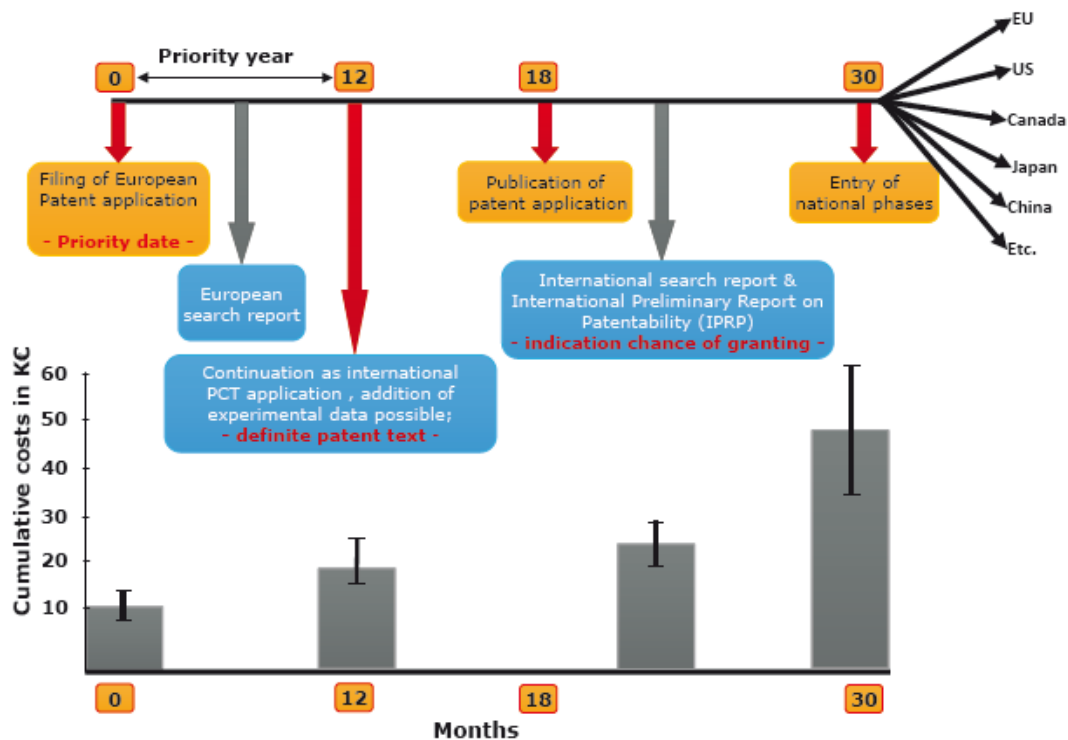 Priority year
0
12
18
30
EU
US
Canada
Japan
China
Etc.
Filing of European
Patent application
- Priority date -
European
search report
Continuation as international
PCT application , addition of
experimental data possible;
- definite patent text -
Publication of
patent application
International search report &
International Preliminary Report on
Patentability (IPRP)
- indication chance of granting -
Entry of
national phases
Cumulative costs in K€
60
50
40
30
20
10
0
12
18
30
Months